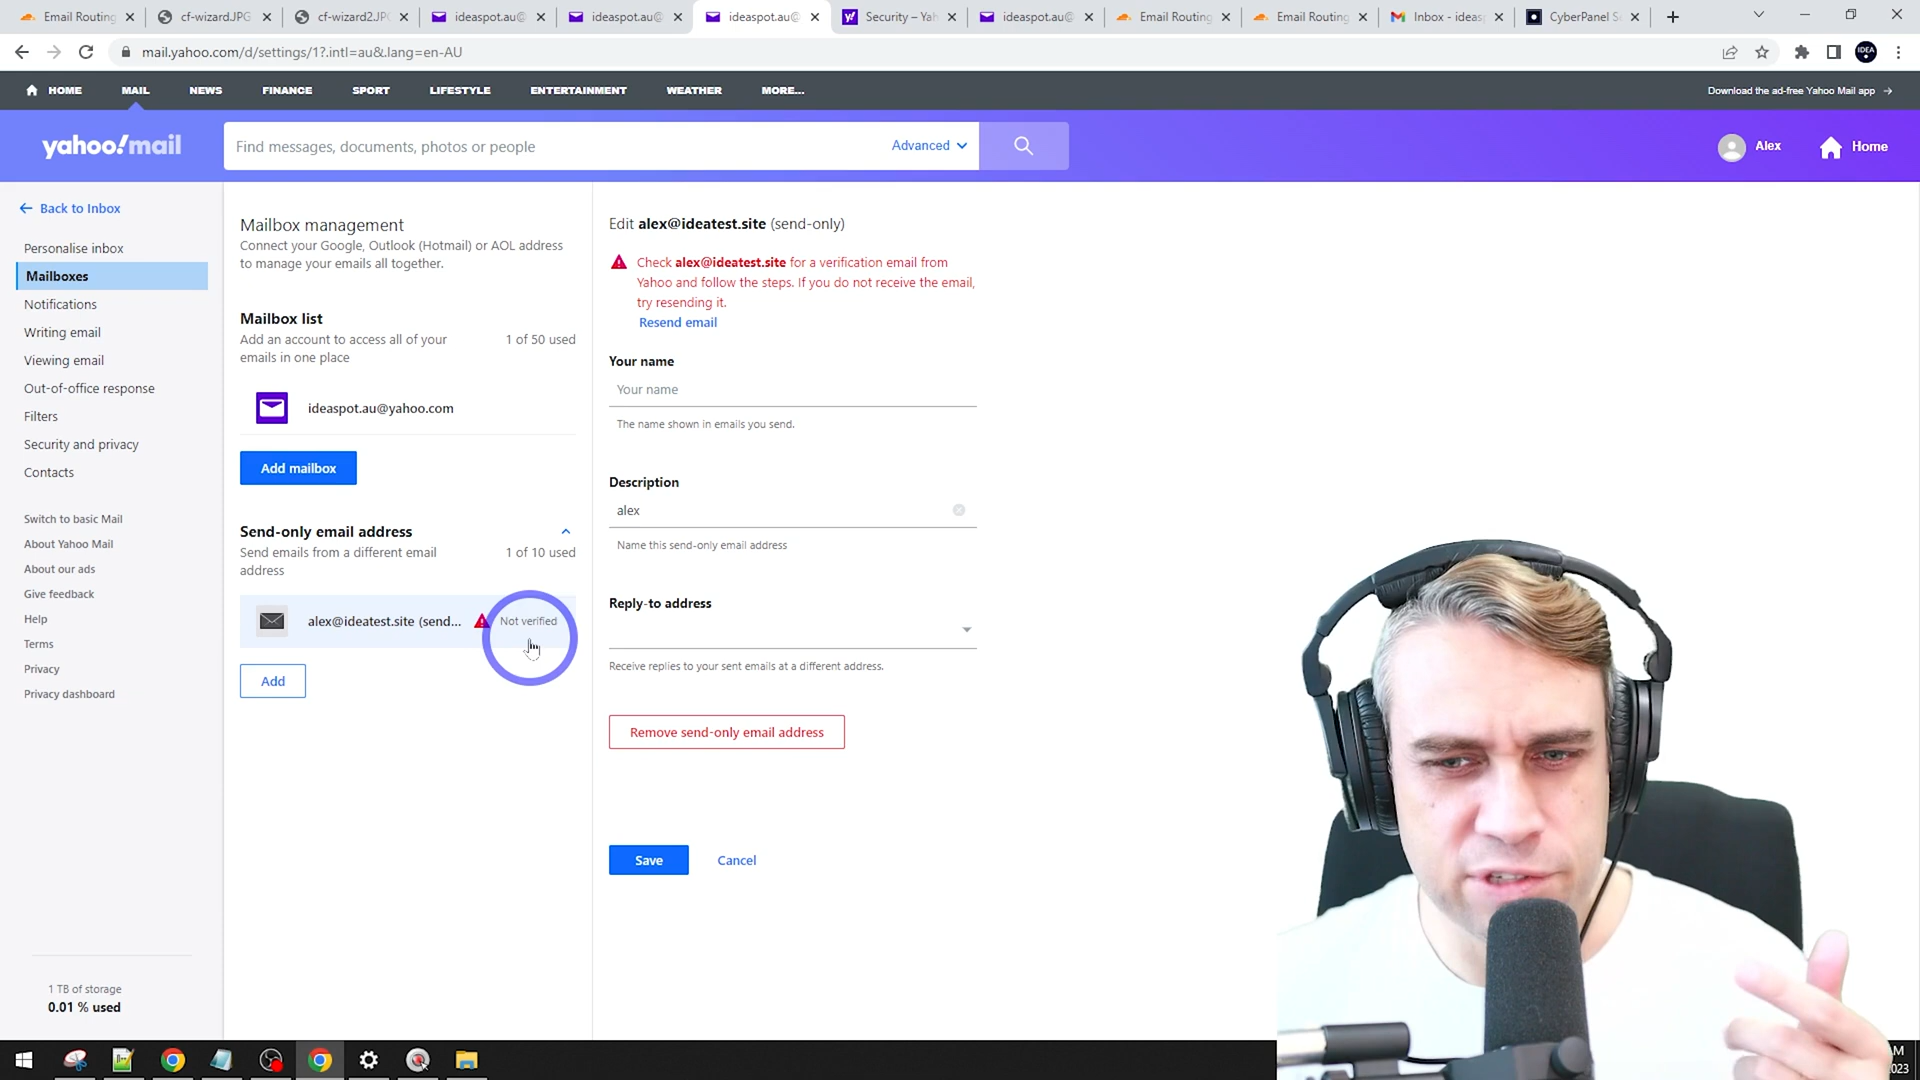 Email Routing
cf-wizard.JPG
cf-wizard2.JPG
ideaspot.au@
ideaspot.au@
ideaspot.au@
Security – Yah
ideaspot.au@
Email Routing
Email Routing
Inbox - ideas
CyberPanel S
mail.yahoo.com/d/settings/1?.intl=au&.lang=en-AU
IDEA
HOME
MAIL
NEWS
FINANCE
SPORT
LIFESTYLE
ENTERTAINMENT
WEATHER
MORE...
Download the ad-free Yahoo Mail app
yahoo!mail
Find messages, documents, photos or people
Advanced
Alex
Home
Back to Inbox
Personalise inbox
Mailboxes
Notifications
Writing email
Viewing email
Out-of-office response
Filters
Security and privacy
Contacts
Switch to basic Mail
About Yahoo Mail
About our ads
Give feedback
Help
Terms
Privacy
Privacy dashboard
1 TB of storage
0.01 % used
Mailbox management
Connect your Google, Outlook (Hotmail) or AOL address
to manage your emails all together.
Mailbox list
Add an account to access all of your
emails in one place
1 of 50 used
ideaspot.au@yahoo.com
Add mailbox
Send-only email address
Send emails from a different email
address
1 of 10 used
alex@ideatest.site (send...
Not verified
Add
Edit alex@ideatest.site (send-only)
Check alex@ideatest.site for a verification email from
Yahoo and follow the steps. If you do not receive the email,
try resending it.
Resend email
Your name
Your name
The name shown in emails you send.
Description
alex
Name this send-only email address
Reply-to address
Receive replies to your sent emails at a different address.
Remove send-only email address
Save
Cancel